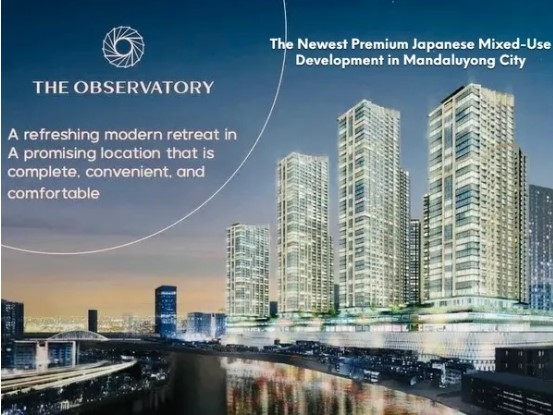 The Newest Premium Japanese Mixed-Use
Development in Mandaluyong City
THE OBSERVATORY
A refreshing modern retreat in
A promising location that is
complete, convenient, and
comfortable